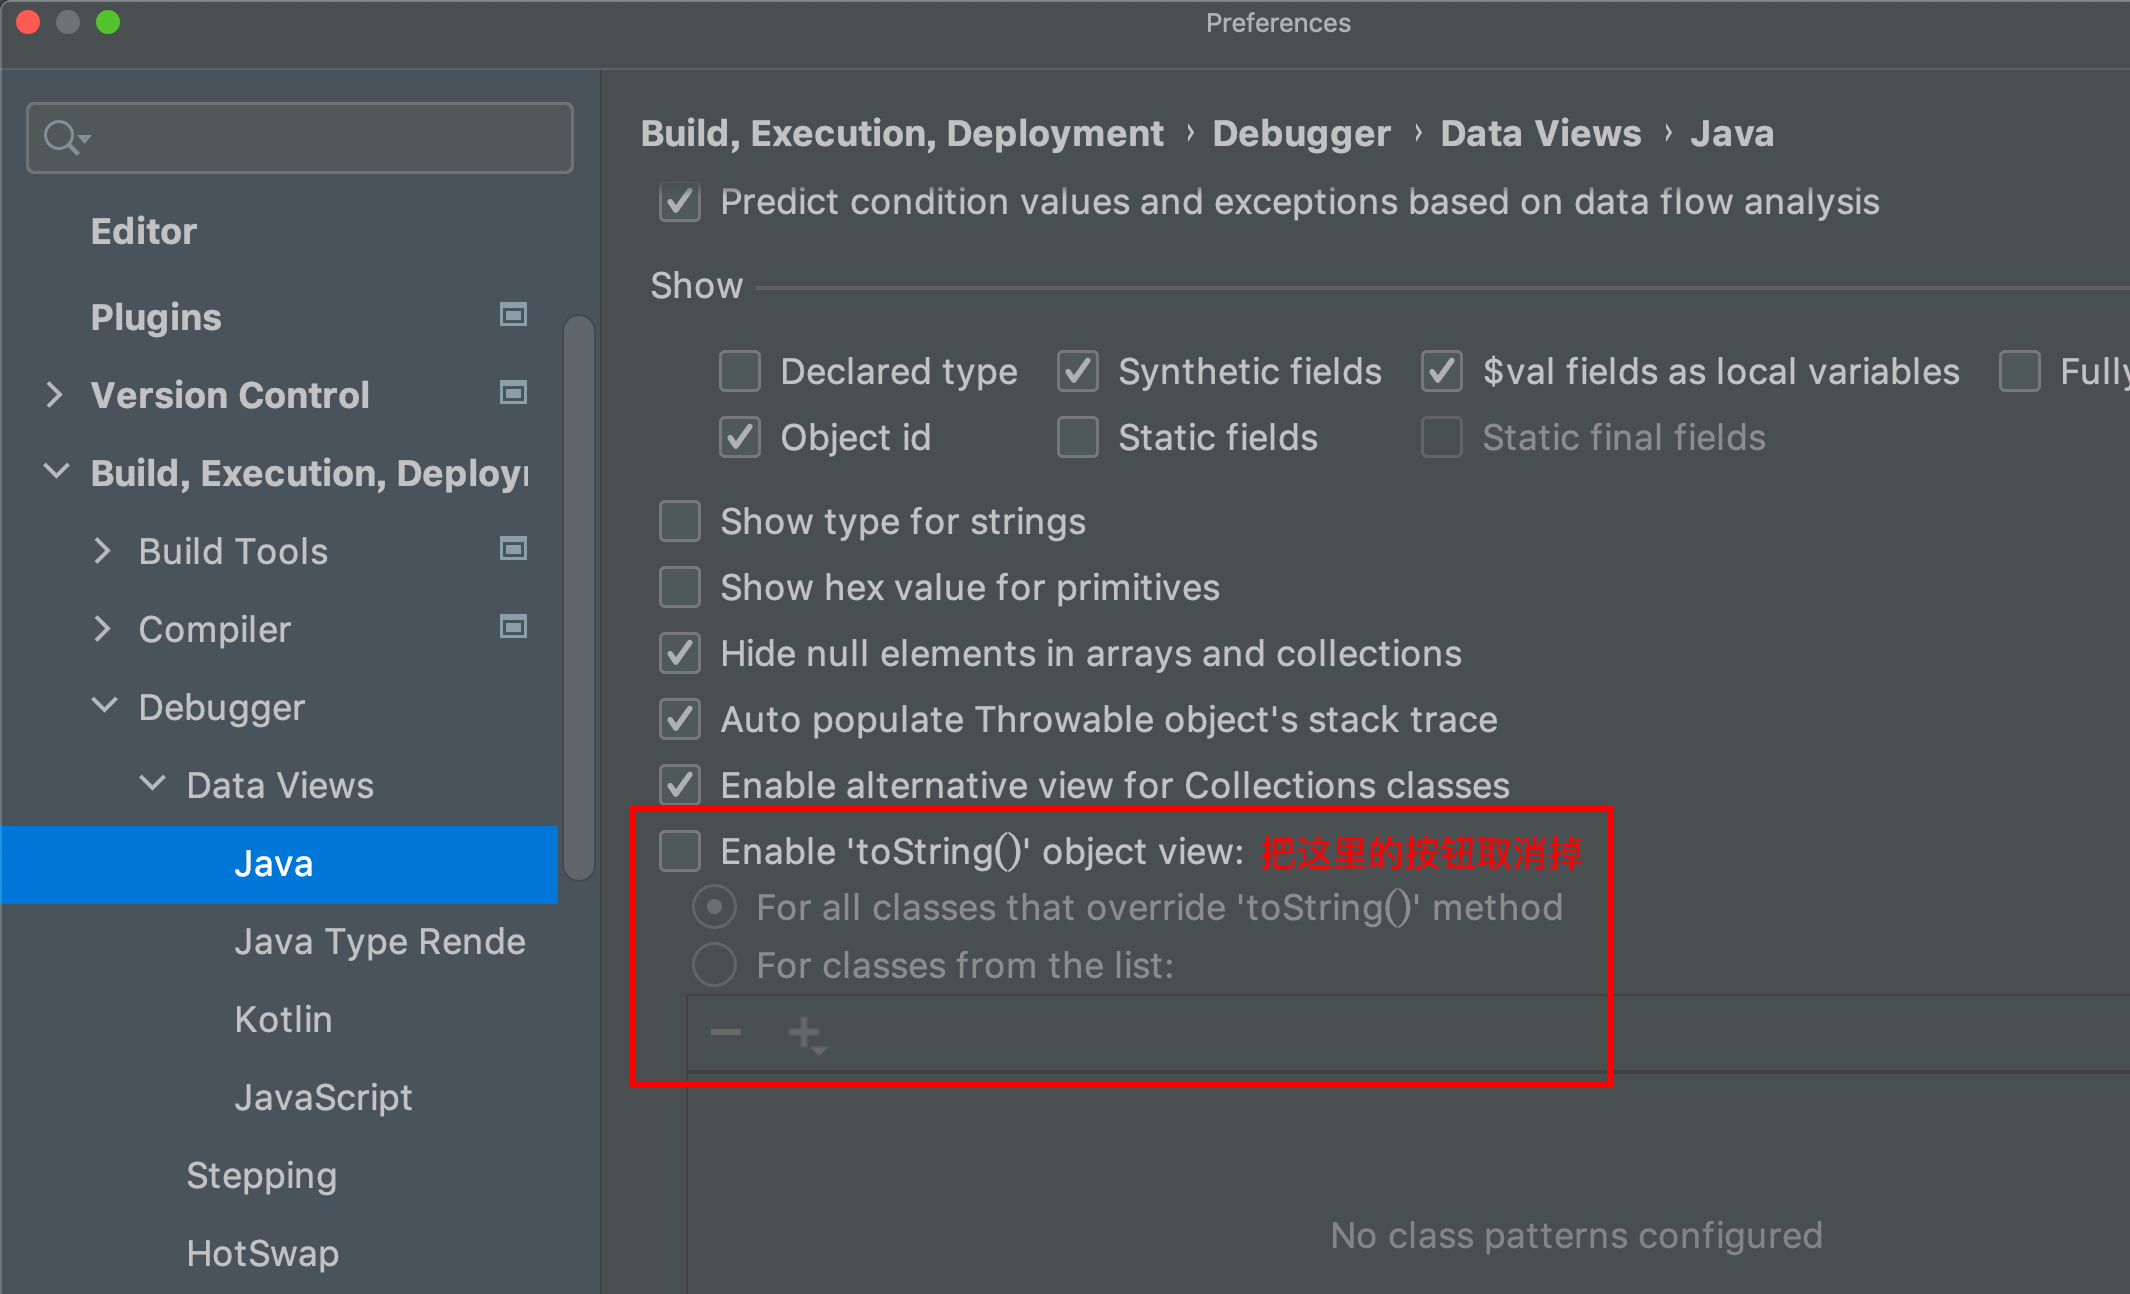 Preferences
Editor
Plugins
Version Control
Build, Execution, Deployr
Build Tools
Compiler
Debugger
Data Views
Java
Java Type Rende
Kotlin
JavaScript
Stepping
HotSwap
Build, Execution, Deployment › Debugger › Data Views › Java
Predict condition values and exceptions based on data flow analysis
Show
Declared type Synthetic fields $val fields as local variables Fully
Object id Static fields Static final fields
Show type for strings
Show hex value for primitives
Hide null elements in arrays and collections
Auto populate Throwable object's stack trace
Enable alternative view for Collections classes
Enable 'toString()' object view: 把这里的按钮取消掉
For all classes that override 'toString()' method
For classes from the list:
No class patterns configured